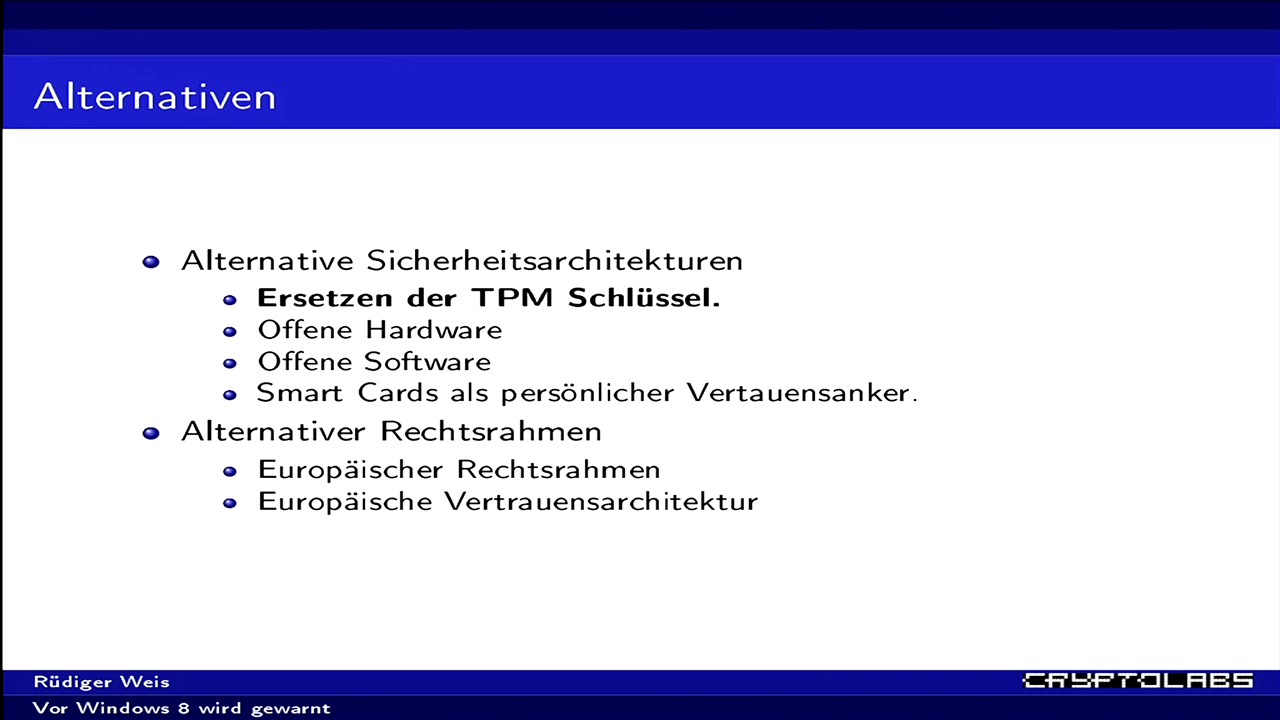 Alternativen
Alternative Sicherheitsarchitekturen
Ersetzen der TPM Schlüssel.
Offene Hardware
Offene Software
Smart Cards als persönlicher Vertauensanker.
Alternativer Rechtsrahmen
Europäischer Rechtsrahmen
Europäische Vertrauensarchitektur
Rüdiger Weis
CRYPTOLABS
Vor Windows 8 wird gewarnt